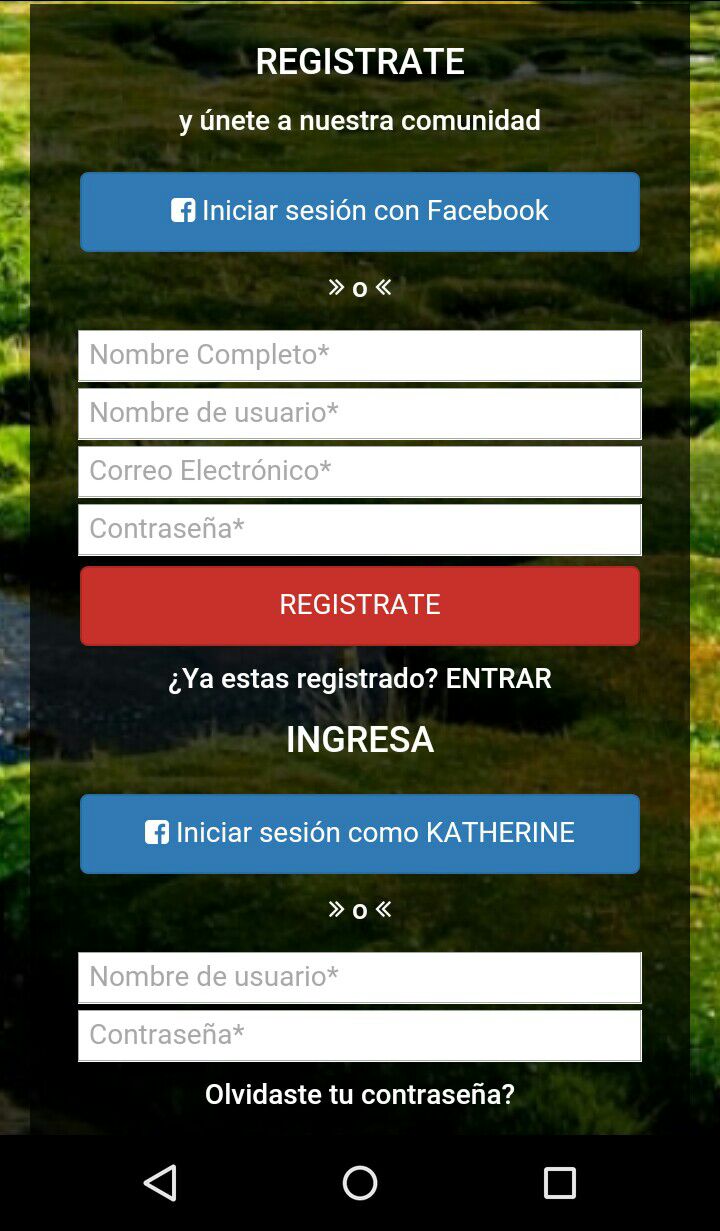 REGISTRATE
y únete a nuestra comunidad
Iniciar sesión con Facebook
» o «
Nombre Completo*
Nombre de usuario*
Correo Electrónico*
Contraseña*
REGISTRATE
¿Ya estas registrado? ENTRAR
INGRESA
Iniciar sesión como KATHERINE
» o «
Nombre de usuario*
Contraseña*
Olvidaste tu contraseña?